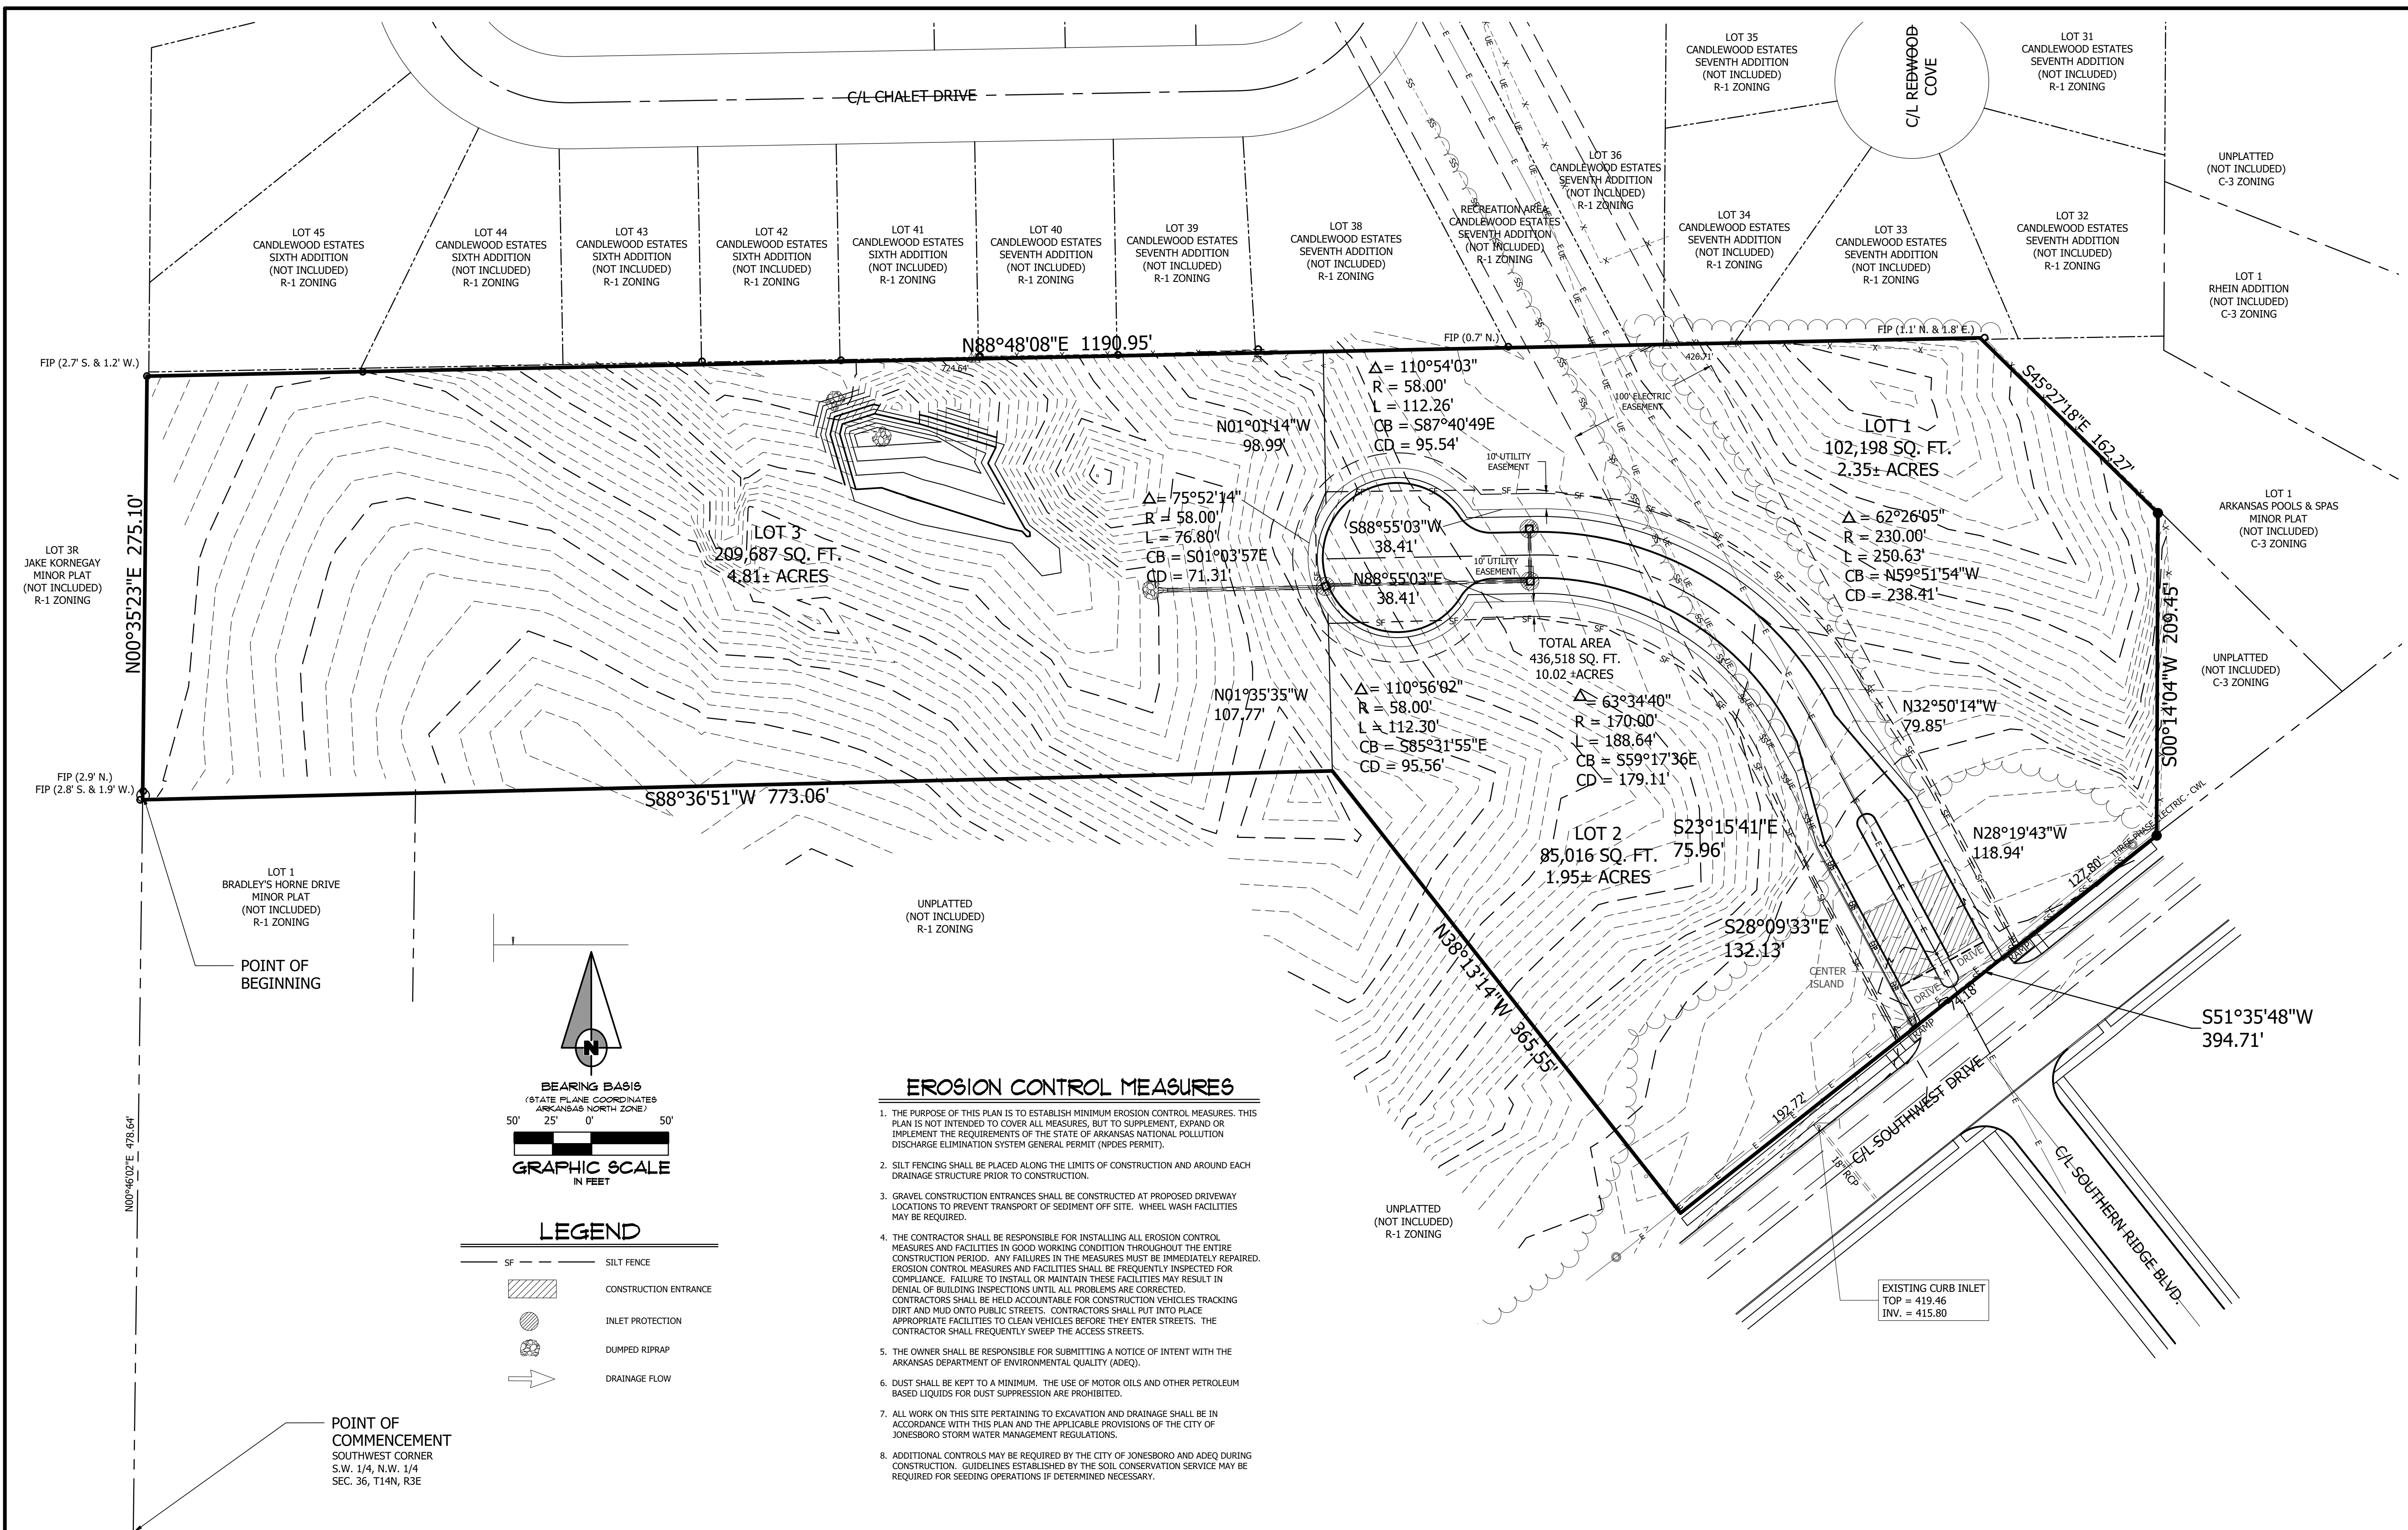 C/L CHALET DRIVE
C/L REDWOOD
COVE
LOT 35
CANDLEWOOD ESTATES
SEVENTH ADDITION
(NOT INCLUDED)
R-1 ZONING
LOT 31
CANDLEWOOD ESTATES
SEVENTH ADDITION
(NOT INCLUDED)
R-1 ZONING
UNPLATTED
(NOT INCLUDED)
C-3 ZONING
LOT 36
CANDLEWOOD ESTATES
SEVENTH ADDITION
(NOT INCLUDED)
R-1 ZONING
LOT 45
CANDLEWOOD ESTATES
SIXTH ADDITION
(NOT INCLUDED)
R-1 ZONING
LOT 44
CANDLEWOOD ESTATES
SIXTH ADDITION
(NOT INCLUDED)
R-1 ZONING
LOT 43
CANDLEWOOD ESTATES
SIXTH ADDITION
(NOT INCLUDED)
R-1 ZONING
LOT 42
CANDLEWOOD ESTATES
SIXTH ADDITION
(NOT INCLUDED)
R-1 ZONING
LOT 41
CANDLEWOOD ESTATES
SIXTH ADDITION
(NOT INCLUDED)
R-1 ZONING
LOT 40
CANDLEWOOD ESTATES
SEVENTH ADDITION
(NOT INCLUDED)
R-1 ZONING
LOT 39
CANDLEWOOD ESTATES
SEVENTH ADDITION
(NOT INCLUDED)
R-1 ZONING
LOT 38
CANDLEWOOD ESTATES
SEVENTH ADDITION
(NOT INCLUDED)
R-1 ZONING
RECREATION AREA
CANDLEWOOD ESTATES
SEVENTH ADDITION
(NOT INCLUDED)
R-1 ZONING
LOT 34
CANDLEWOOD ESTATES
SEVENTH ADDITION
(NOT INCLUDED)
R-1 ZONING
LOT 33
CANDLEWOOD ESTATES
SEVENTH ADDITION
(NOT INCLUDED)
R-1 ZONING
LOT 32
CANDLEWOOD ESTATES
SEVENTH ADDITION
(NOT INCLUDED)
R-1 ZONING
LOT 1
RHEIN ADDITION
(NOT INCLUDED)
C-3 ZONING
FIP (2.7' S. & 1.2' W.)
N88°48'08"E 1190.95'
724.64'
FIP (0.7' N.)
426.71'
FIP (1.1' N. & 1.8' E.)
S45°27'18"E 162.27'
Δ= 110°54'03"
R = 58.00'
L = 112.26'
CB = S87°40'49E
CD = 95.54'
N01°01'14"W
98.99'
100' ELECTRIC
EASEMENT
10' UTILITY
EASEMENT
LOT 1
102,198 SQ. FT.
2.35± ACRES
N00°35'23"E 275.10'
LOT 3R
JAKE KORNEGAY
MINOR PLAT
(NOT INCLUDED)
R-1 ZONING
LOT 3
209,687 SQ. FT.
4.81± ACRES
Δ= 75°52'14"
R = 58.00'
L = 76.80'
CB = S01°03'57E
CD = 71.31'
S88°55'03"W
38.41'
N88°55'03"E
38.41'
10' UTILITY
EASEMENT
Δ= 62°26'05"
R = 230.00'
L = 250.63'
CB = N59°51'54"W
CD = 238.41'
LOT 1
ARKANSAS POOLS & SPAS
MINOR PLAT
(NOT INCLUDED)
C-3 ZONING
S00°14'04"W 209.45'
UNPLATTED
(NOT INCLUDED)
C-3 ZONING
TOTAL AREA
436,518 SQ. FT.
10.02 ±ACRES
N01°35'35"W
107.77'
Δ= 110°56'02"
R = 58.00'
L = 112.30'
CB = S85°31'55"E
CD = 95.56'
Δ= 63°34'40"
R = 170.00'
L = 188.64'
CB = S59°17'36E
CD = 179.11'
N32°50'14"W
79.85'
FIP (2.9' N.)
FIP (2.8' S. & 1.9' W.)
S88°36'51"W 773.06'
LOT 2
85,016 SQ. FT.
1.95± ACRES
S23°15'41"E
75.96'
N28°19'43"W
118.94'
127.80'
THREE PHASE ELECTRIC - CWL
LOT 1
BRADLEY'S HORNE DRIVE
MINOR PLAT
(NOT INCLUDED)
R-1 ZONING
UNPLATTED
(NOT INCLUDED)
R-1 ZONING
POINT OF
BEGINNING
N38°13'14"W 365.55'
S28°09'33"E
132.13'
CENTER
ISLAND
DRIVE
DRIVE
RAMP
RAMP
74.18'
S51°35'48"W
394.71'
192.72'
C/L SOUTHWEST DRIVE
18" RCP
C/L SOUTHERN RIDGE BLVD.
UNPLATTED
(NOT INCLUDED)
R-1 ZONING
EXISTING CURB INLET
TOP = 419.46
INV. = 415.80
N
BEARING BASIS
(STATE PLANE COORDINATES
ARKANSAS NORTH ZONE)
50' 25' 0' 50'
GRAPHIC SCALE
IN FEET
LEGEND
SF SILT FENCE
CONSTRUCTION ENTRANCE
INLET PROTECTION
DUMPED RIPRAP
DRAINAGE FLOW
N00°46'02"E 478.64'
POINT OF
COMMENCEMENT
SOUTHWEST CORNER
S.W. 1/4, N.W. 1/4
SEC. 36, T14N, R3E
EROSION CONTROL MEASURES
1. THE PURPOSE OF THIS PLAN IS TO ESTABLISH MINIMUM EROSION CONTROL MEASURES. THIS
PLAN IS NOT INTENDED TO COVER ALL MEASURES, BUT TO SUPPLEMENT, EXPAND OR
IMPLEMENT THE REQUIREMENTS OF THE STATE OF ARKANSAS NATIONAL POLLUTION
DISCHARGE ELIMINATION SYSTEM GENERAL PERMIT (NPDES PERMIT).
2. SILT FENCING SHALL BE PLACED ALONG THE LIMITS OF CONSTRUCTION AND AROUND EACH
DRAINAGE STRUCTURE PRIOR TO CONSTRUCTION.
3. GRAVEL CONSTRUCTION ENTRANCES SHALL BE CONSTRUCTED AT PROPOSED DRIVEWAY
LOCATIONS TO PREVENT TRANSPORT OF SEDIMENT OFF SITE. WHEEL WASH FACILITIES
MAY BE REQUIRED.
4. THE CONTRACTOR SHALL BE RESPONSIBLE FOR INSTALLING ALL EROSION CONTROL
MEASURES AND FACILITIES IN GOOD WORKING CONDITION THROUGHOUT THE ENTIRE
CONSTRUCTION PERIOD. ANY FAILURES IN THE MEASURES MUST BE IMMEDIATELY REPAIRED.
EROSION CONTROL MEASURES AND FACILITIES SHALL BE FREQUENTLY INSPECTED FOR
COMPLIANCE. FAILURE TO INSTALL OR MAINTAIN THESE FACILITIES MAY RESULT IN
DENIAL OF BUILDING INSPECTIONS UNTIL ALL PROBLEMS ARE CORRECTED.
CONTRACTORS SHALL BE HELD ACCOUNTABLE FOR CONSTRUCTION VEHICLES TRACKING
DIRT AND MUD ONTO PUBLIC STREETS. CONTRACTORS SHALL PUT INTO PLACE
APPROPRIATE FACILITIES TO CLEAN VEHICLES BEFORE THEY ENTER STREETS. THE
CONTRACTOR SHALL FREQUENTLY SWEEP THE ACCESS STREETS.
5. THE OWNER SHALL BE RESPONSIBLE FOR SUBMITTING A NOTICE OF INTENT WITH THE
ARKANSAS DEPARTMENT OF ENVIRONMENTAL QUALITY (ADEQ).
6. DUST SHALL BE KEPT TO A MINIMUM. THE USE OF MOTOR OILS AND OTHER PETROLEUM
BASED LIQUIDS FOR DUST SUPPRESSION ARE PROHIBITED.
7. ALL WORK ON THIS SITE PERTAINING TO EXCAVATION AND DRAINAGE SHALL BE IN
ACCORDANCE WITH THIS PLAN AND THE APPLICABLE PROVISIONS OF THE CITY OF
JONESBORO STORM WATER MANAGEMENT REGULATIONS.
8. ADDITIONAL CONTROLS MAY BE REQUIRED BY THE CITY OF JONESBORO AND ADEQ DURING
CONSTRUCTION. GUIDELINES ESTABLISHED BY THE SOIL CONSERVATION SERVICE MAY BE
REQUIRED FOR SEEDING OPERATIONS IF DETERMINED NECESSARY.